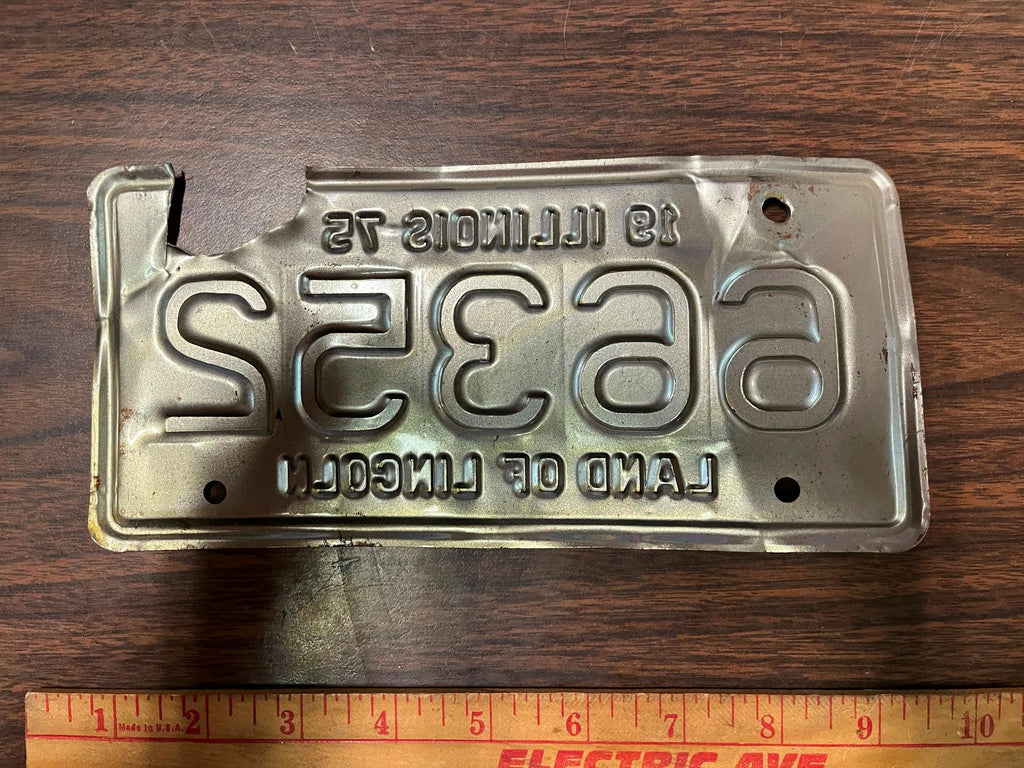 19 ILLINOIS 75
66352
LAND OF LINCOLN
1 Made in U.S.A. 2 3 4 5 6 7 8 9 10
ELECTRIC AVE